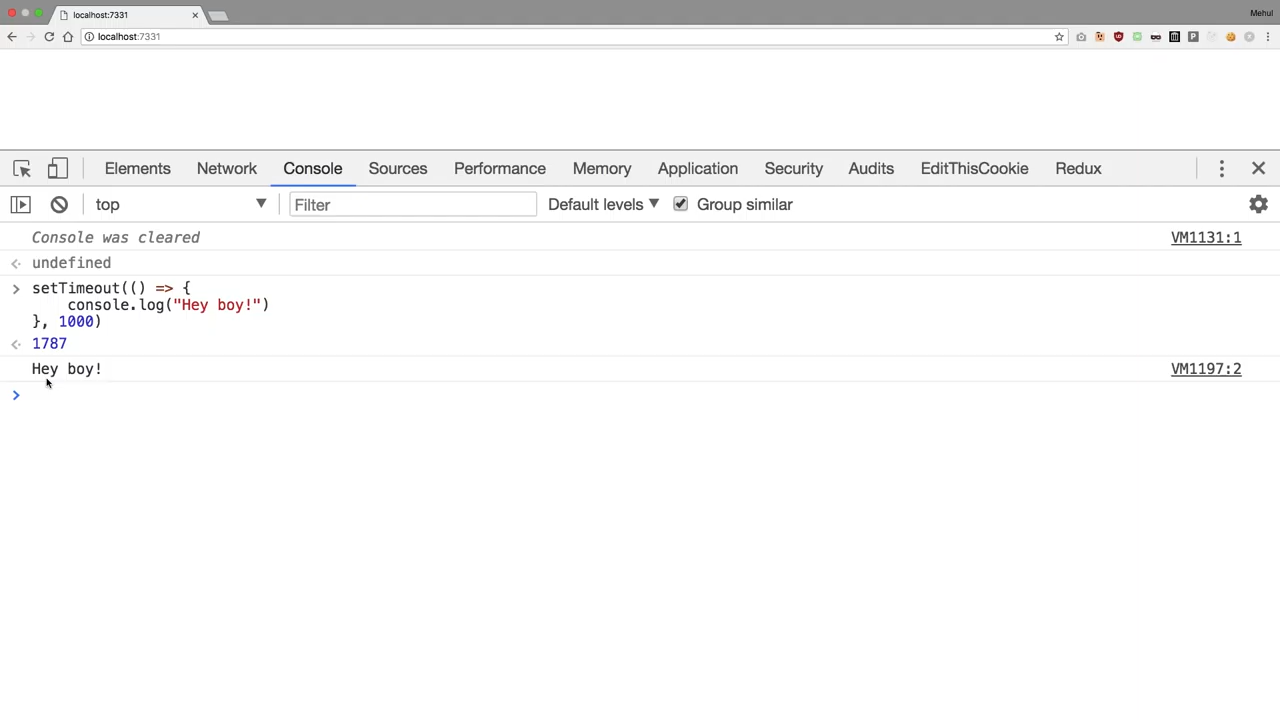 localhost:7331
Mehul
localhost:7331
Elements Network Console Sources Performance Memory Application Security Audits EditThisCookie Redux
top Filter Default levels Group similar
Console was cleared VM1131:1
undefined
setTimeout(() => {
console.log("Hey boy!")
}, 1000)
1787
Hey boy! VM1197:2